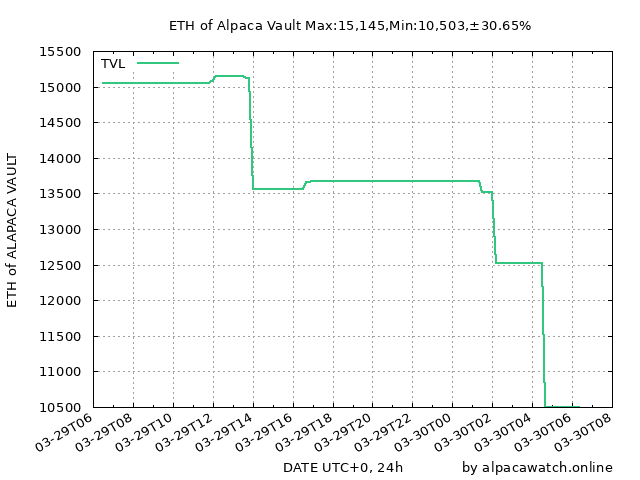 ETH of Alpaca Vault Max:15,145,Min:10,503,±30.65%
TVL
ETH of ALAPACA VAULT
15500
15000
14500
14000
13500
13000
12500
12000
11500
11000
10500
03-29T06
03-29T08
03-29T10
03-29T12
03-29T14
03-29T16
03-29T18
03-29T20
03-29T22
03-30T00
03-30T02
03-30T04
03-30T06
03-30T08
DATE UTC+0, 24h
by alpacawatch.online